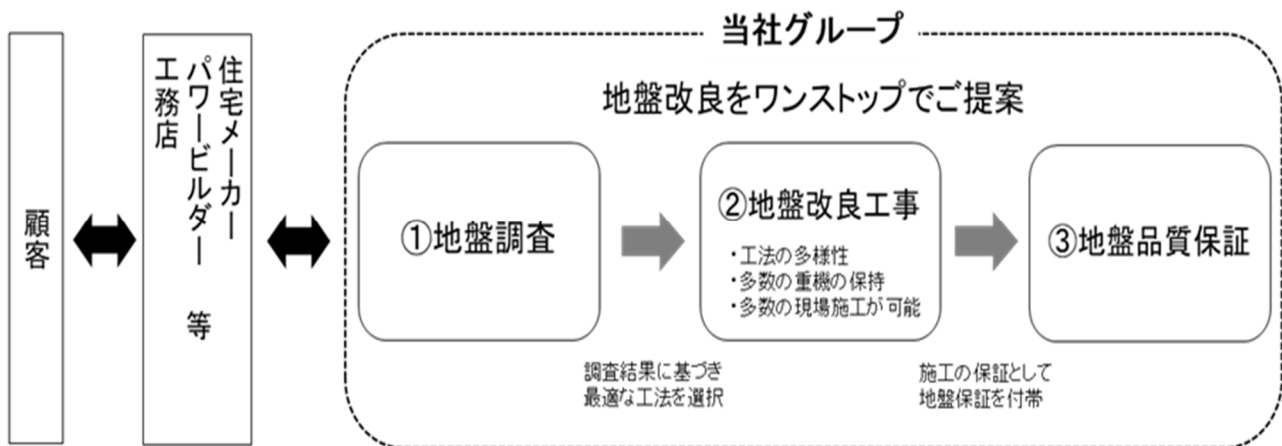 顧客
住宅メーカー
パワービルダー 等
工務店
当社グループ
地盤改良をワンストップでご提案
①地盤調査
調査結果に基づき
最適な工法を選択
②地盤改良工事
・工法の多様性
・多数の重機の保持
・多数の現場施工が可能
施工の保証として
地盤保証を付帯
③地盤品質保証